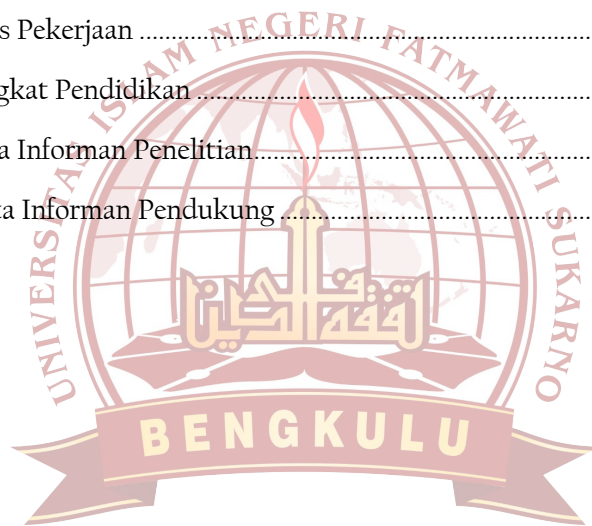 s Pekerjaan ................................................................
gkat Pendidikan ................................................................
a Informan Penelitian................................................................
ta Informan Pendukung ................................................................
UNIVERSITAS ISLAM NEGERI FATMAWATI SUKARNO
BENGKULU